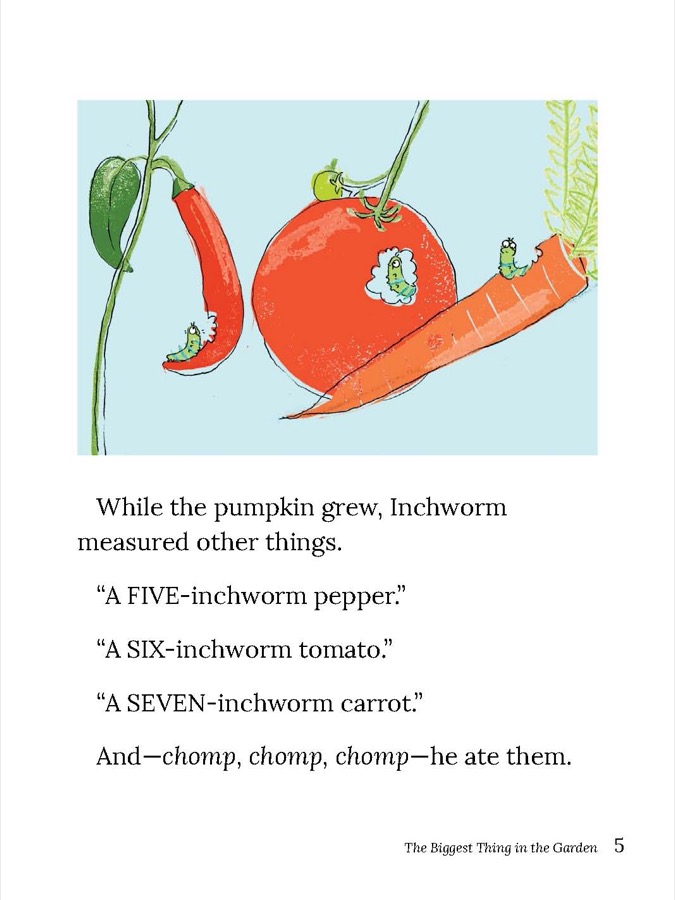 While the pumpkin grew, Inchworm
measured other things.
“A FIVE-inchworm pepper.”
“A SIX-inchworm tomato.”
“A SEVEN-inchworm carrot.”
And—chomp, chomp, chomp—he ate them.
The Biggest Thing in the Garden 5